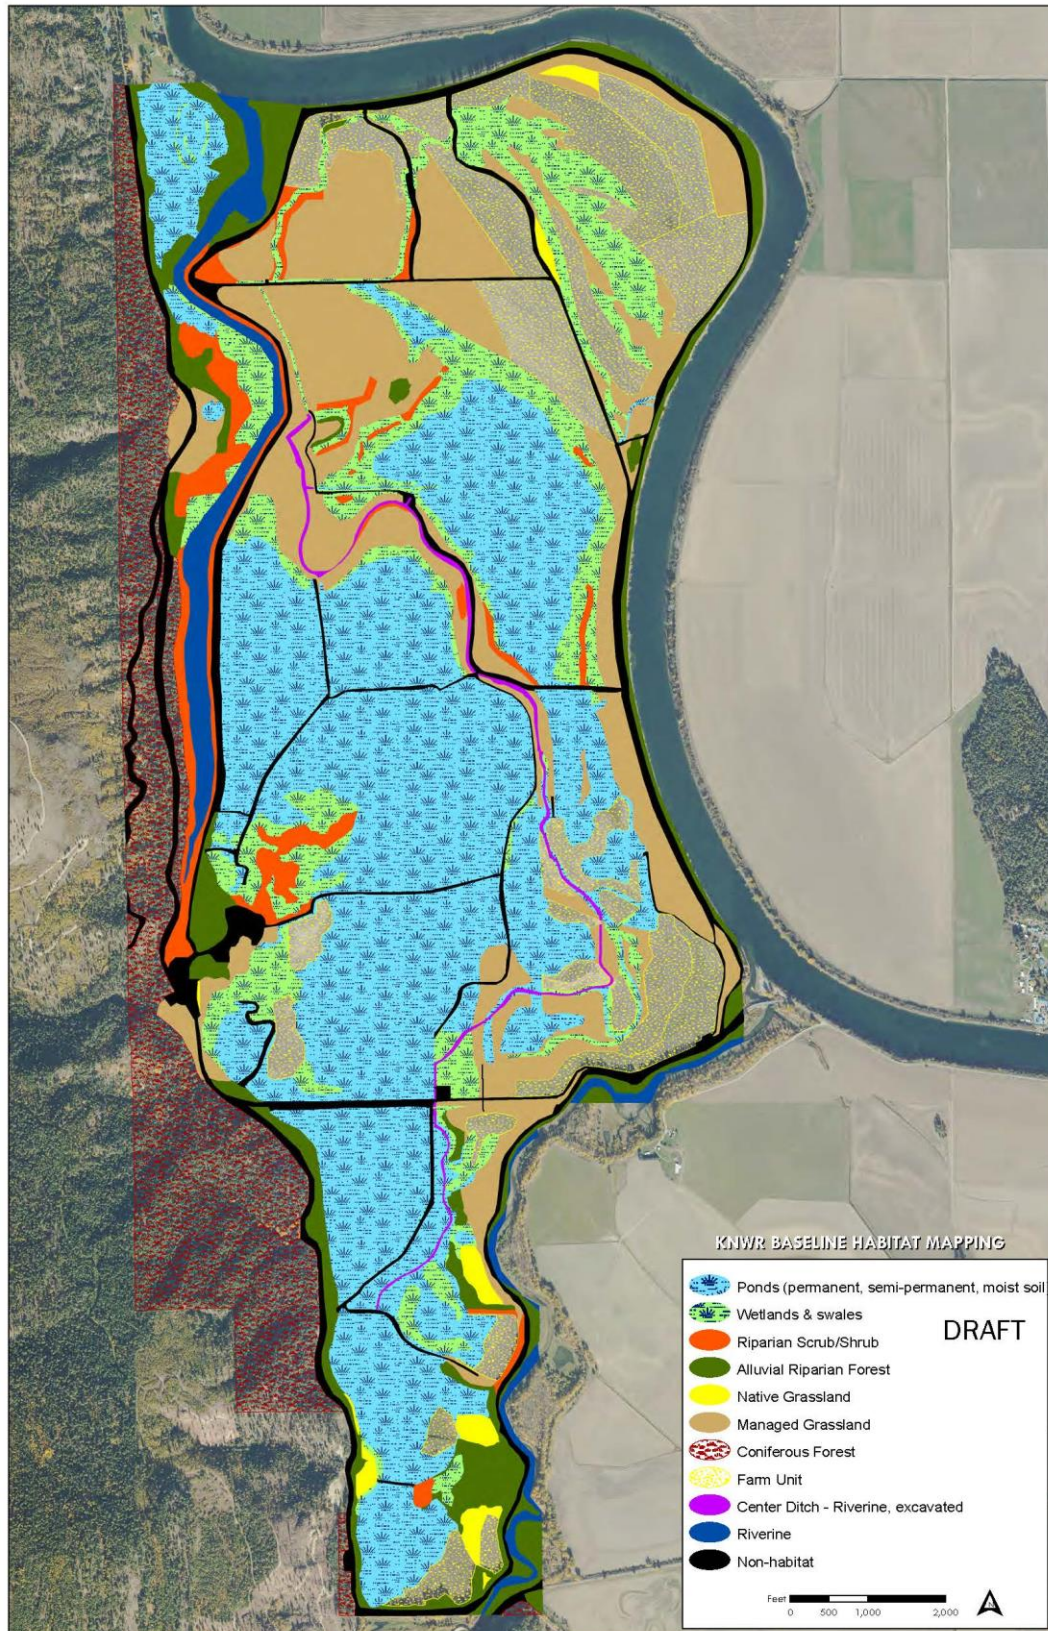 KNWR BASELINE HABITAT MAPPING
Ponds (permanent, semi-permanent, moist soil
Wetlands & swales
DRAFT
Riparian Scrub/Shrub
Alluvial Riparian Forest
Native Grassland
Managed Grassland
Coniferous Forest
Farm Unit
Center Ditch - Riverine, excavated
Riverine
Non-habitat
Feet
0 500 1,000 2,000
N